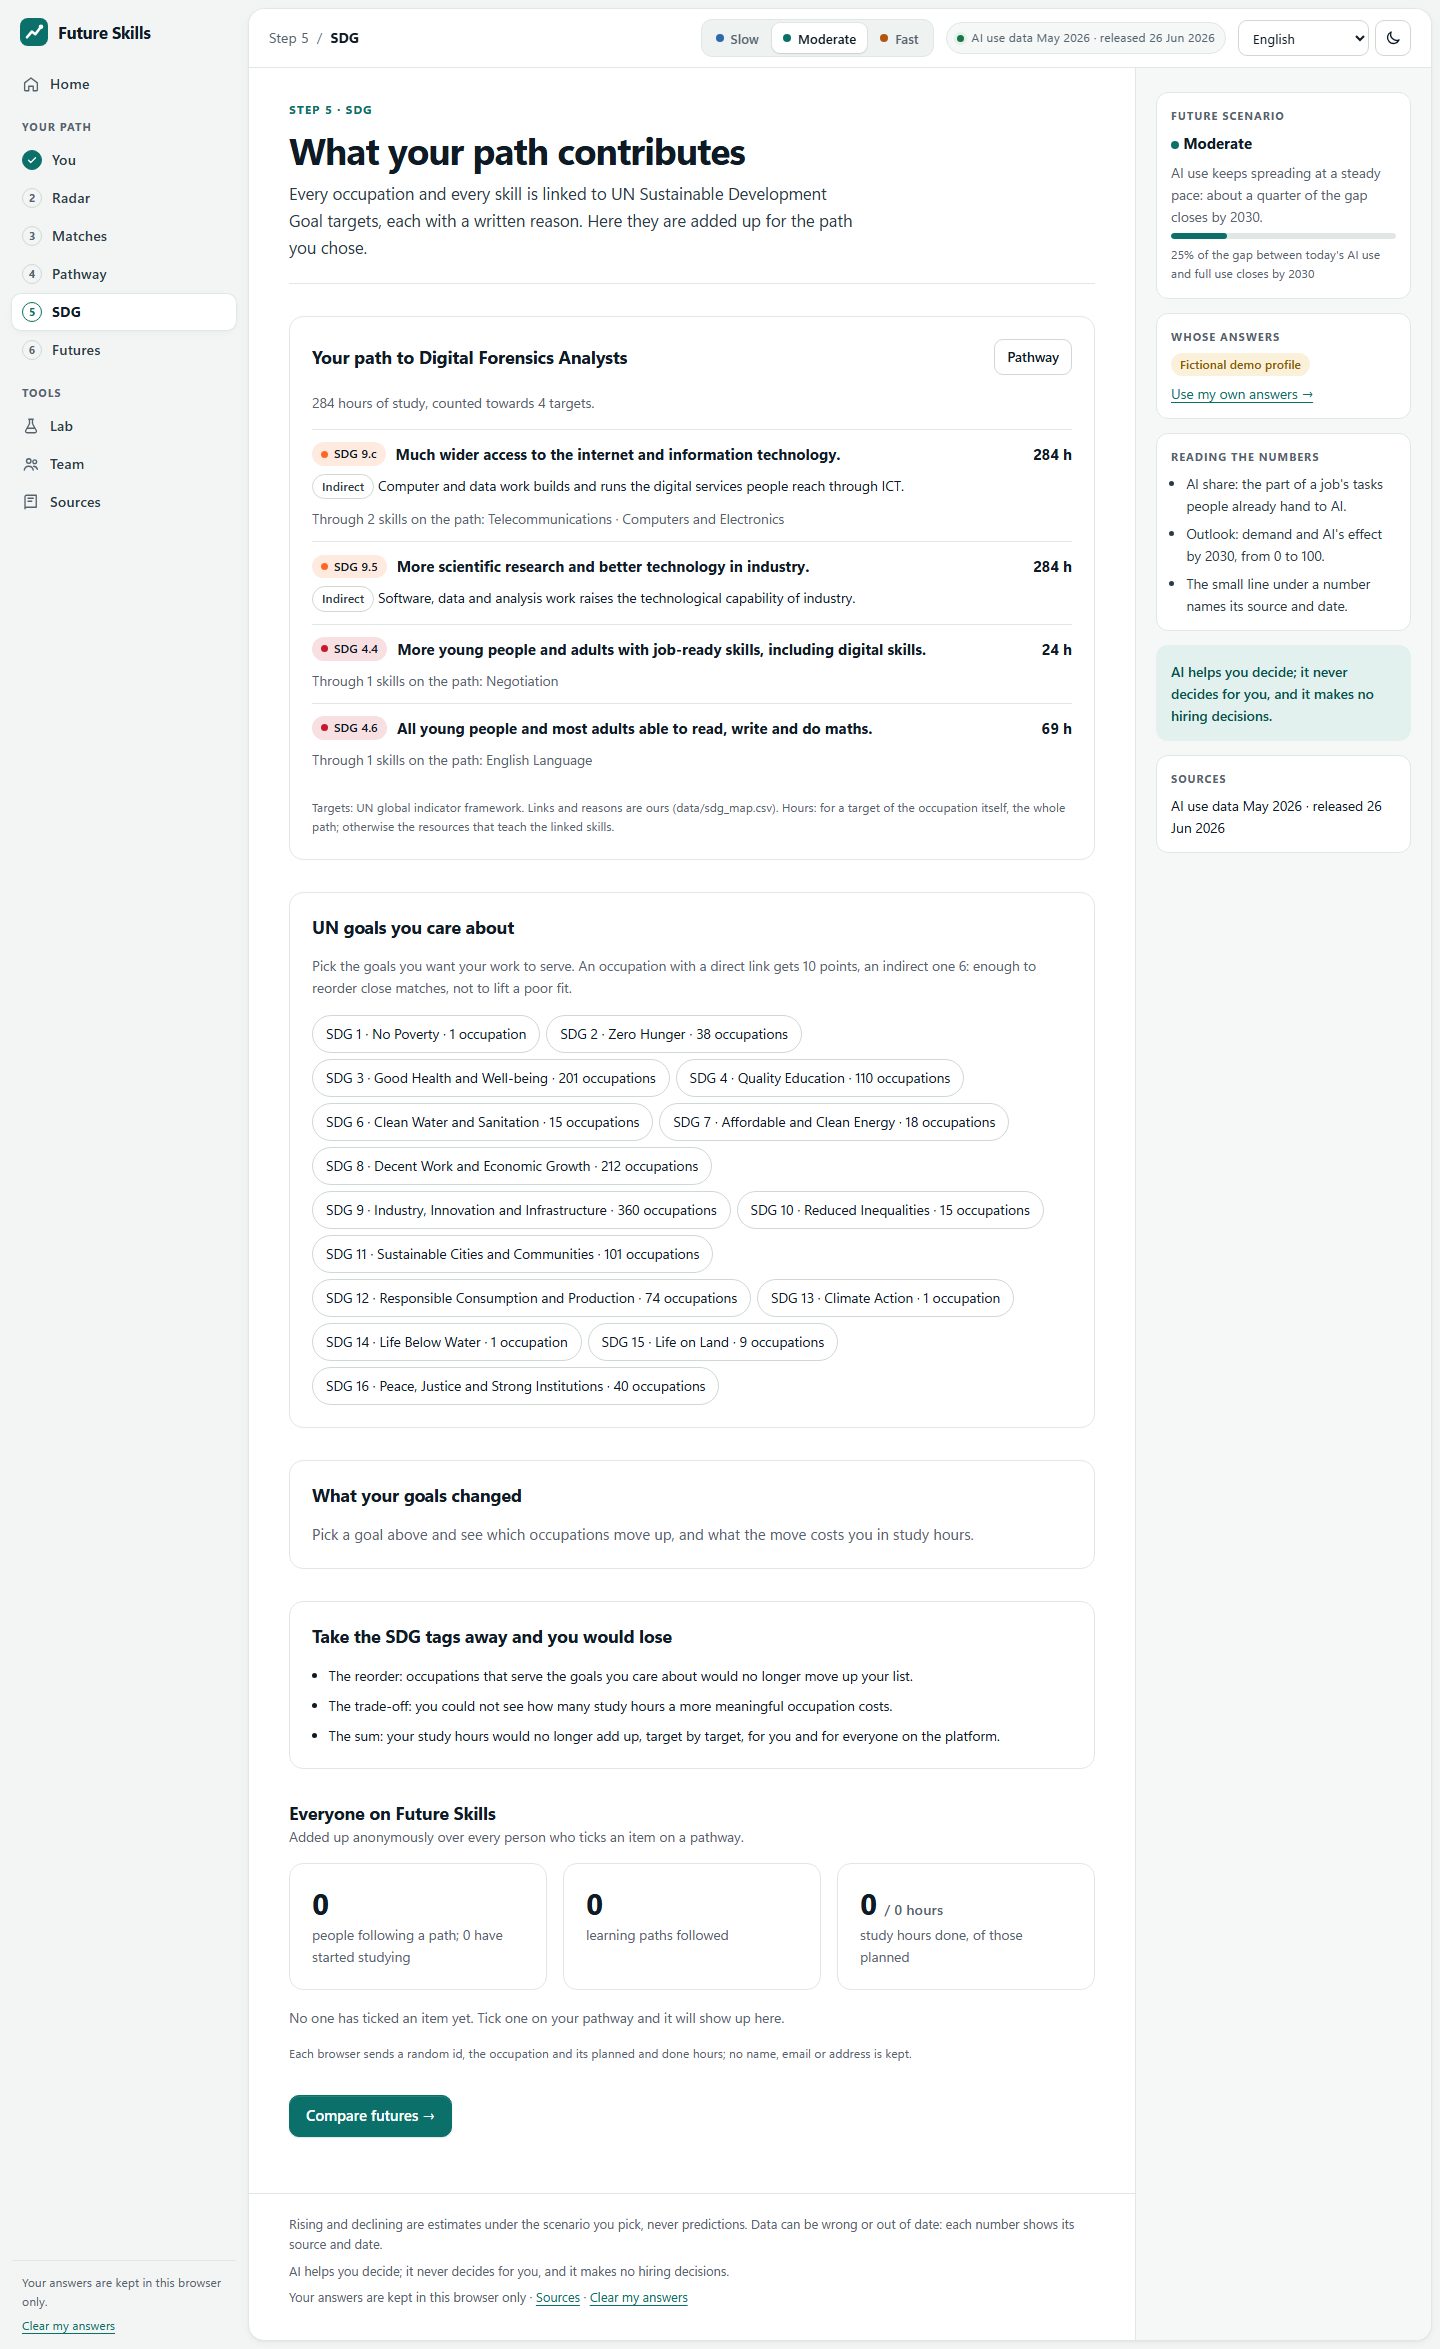 Future Skills
Home
YOUR PATH
You
2 Radar
3 Matches
4 Pathway
5 SDG
6 Futures
TOOLS
Lab
Team
Sources
Your answers are kept in this browser
only.
Clear my answers
Step 5 / SDG
Slow Moderate Fast
AI use data May 2026 · released 26 Jun 2026
English
STEP 5 · SDG
What your path contributes
Every occupation and every skill is linked to UN Sustainable Development
Goal targets, each with a written reason. Here they are added up for the path
you chose.
Your path to Digital Forensics Analysts
Pathway
284 hours of study, counted towards 4 targets.
SDG 9.c Much wider access to the internet and information technology. 284 h
Indirect Computer and data work builds and runs the digital services people reach through ICT.
Through 2 skills on the path: Telecommunications · Computers and Electronics
SDG 9.5 More scientific research and better technology in industry. 284 h
Indirect Software, data and analysis work raises the technological capability of industry.
SDG 4.4 More young people and adults with job-ready skills, including digital skills. 24 h
Through 1 skills on the path: Negotiation
SDG 4.6 All young people and most adults able to read, write and do maths. 69 h
Through 1 skills on the path: English Language
Targets: UN global indicator framework. Links and reasons are ours (data/sdg_map.csv). Hours: for a target of the occupation itself, the whole
path; otherwise the resources that teach the linked skills.
UN goals you care about
Pick the goals you want your work to serve. An occupation with a direct link gets 10 points, an indirect one 6: enough to
reorder close matches, not to lift a poor fit.
SDG 1 · No Poverty · 1 occupation
SDG 2 · Zero Hunger · 38 occupations
SDG 3 · Good Health and Well-being · 201 occupations
SDG 4 · Quality Education · 110 occupations
SDG 6 · Clean Water and Sanitation · 15 occupations
SDG 7 · Affordable and Clean Energy · 18 occupations
SDG 8 · Decent Work and Economic Growth · 212 occupations
SDG 9 · Industry, Innovation and Infrastructure · 360 occupations
SDG 10 · Reduced Inequalities · 15 occupations
SDG 11 · Sustainable Cities and Communities · 101 occupations
SDG 12 · Responsible Consumption and Production · 74 occupations
SDG 13 · Climate Action · 1 occupation
SDG 14 · Life Below Water · 1 occupation
SDG 15 · Life on Land · 9 occupations
SDG 16 · Peace, Justice and Strong Institutions · 40 occupations
What your goals changed
Pick a goal above and see which occupations move up, and what the move costs you in study hours.
Take the SDG tags away and you would lose
• The reorder: occupations that serve the goals you care about would no longer move up your list.
• The trade-off: you could not see how many study hours a more meaningful occupation costs.
• The sum: your study hours would no longer add up, target by target, for you and for everyone on the platform.
Everyone on Future Skills
Added up anonymously over every person who ticks an item on a pathway.
0
people following a path; 0 have
started studying
0
learning paths followed
0 / 0 hours
study hours done, of those
planned
No one has ticked an item yet. Tick one on your pathway and it will show up here.
Each browser sends a random id, the occupation and its planned and done hours; no name, email or address is kept.
Compare futures →
Rising and declining are estimates under the scenario you pick, never predictions. Data can be wrong or out of date: each number shows its
source and date.
AI helps you decide; it never decides for you, and it makes no hiring decisions.
Your answers are kept in this browser only · Sources · Clear my answers
FUTURE SCENARIO
Moderate
AI use keeps spreading at a steady
pace: about a quarter of the gap
closes by 2030.
25% of the gap between today's AI use
and full use closes by 2030
WHOSE ANSWERS
Fictional demo profile
Use my own answers →
READING THE NUMBERS
• AI share: the part of a job's tasks
people already hand to AI.
• Outlook: demand and AI's effect
by 2030, from 0 to 100.
• The small line under a number
names its source and date.
AI helps you decide; it never
decides for you, and it makes no
hiring decisions.
SOURCES
AI use data May 2026 · released 26
Jun 2026